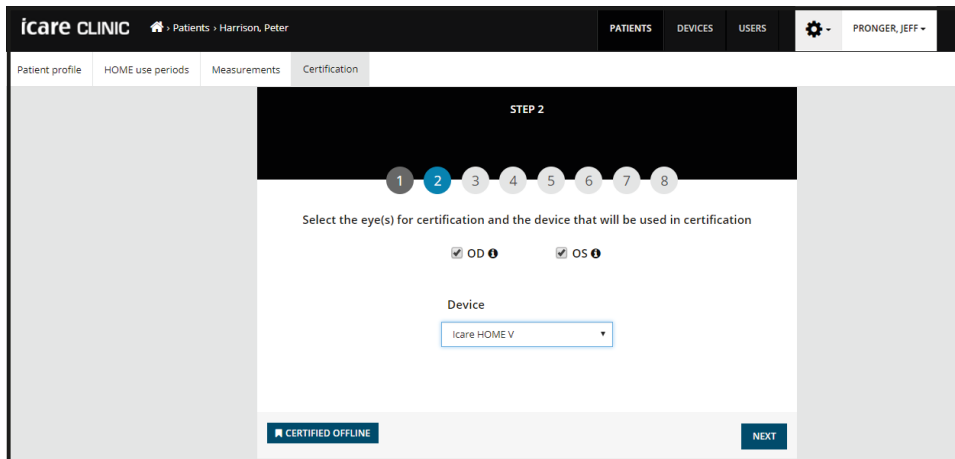 icare CLINIC › Patients › Harrison, Peter PATIENTS DEVICES USERS PRONGER, JEFF
Patient profile HOME use periods Measurements Certification
STEP 2
1 2 3 4 5 6 7 8
Select the eye(s) for certification and the device that will be used in certification
OD OS
Device
Icare HOME V
CERTIFIED OFFLINE NEXT